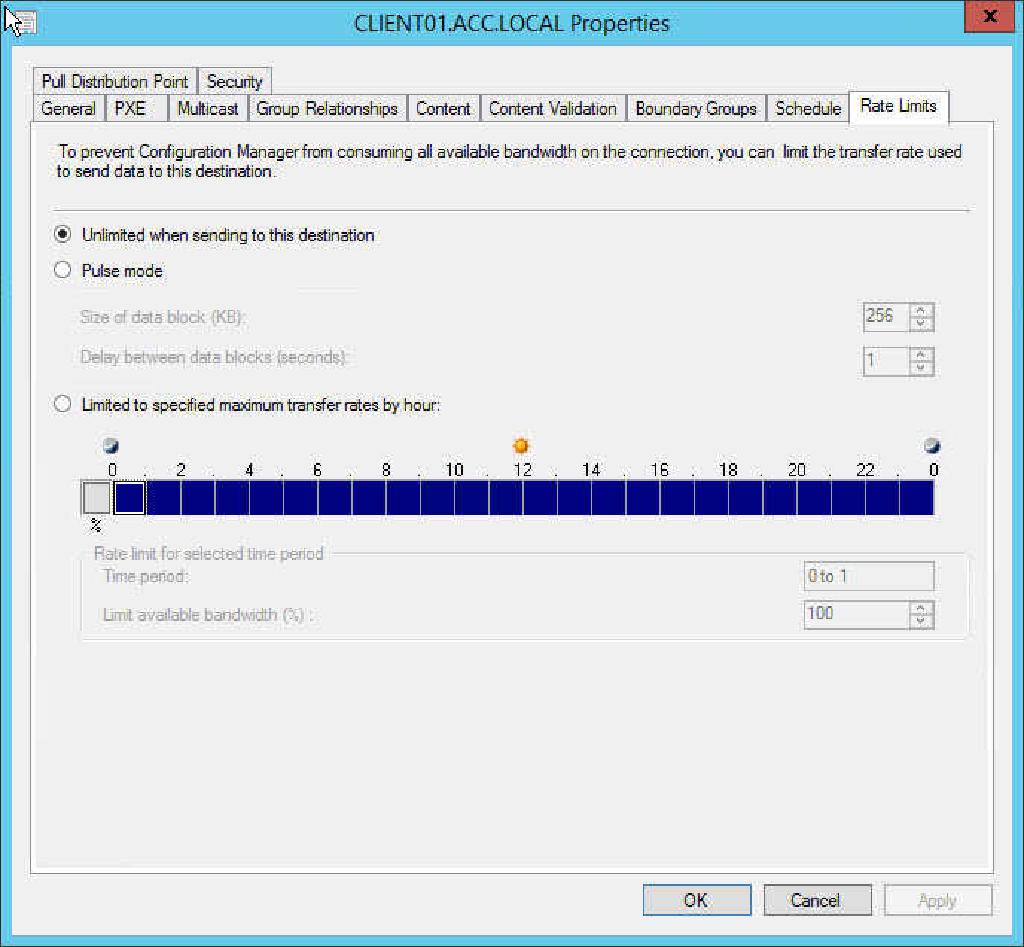 CLIENT01.ACC.LOCAL Properties
x
Pull Distribution Point Security
General PXE Multicast Group Relationships Content Content Validation Boundary Groups Schedule Rate Limits
To prevent Configuration Manager from consuming all available bandwidth on the connection, you can limit the transfer rate used
to send data to this destination.
Unlimited when sending to this destination
Pulse mode
Size of data block (KB): 256
Delay between data blocks (seconds): 1
Limited to specified maximum transfer rates by hour:
0 . 2 . 4 . 6 . 8 . 10 . 12 . 14 . 16 . 18 . 20 . 22 . 0
%
Rate limit for selected time period
Time period: 0 to 1
Limit available bandwidth (%) : 100
OK Cancel Apply